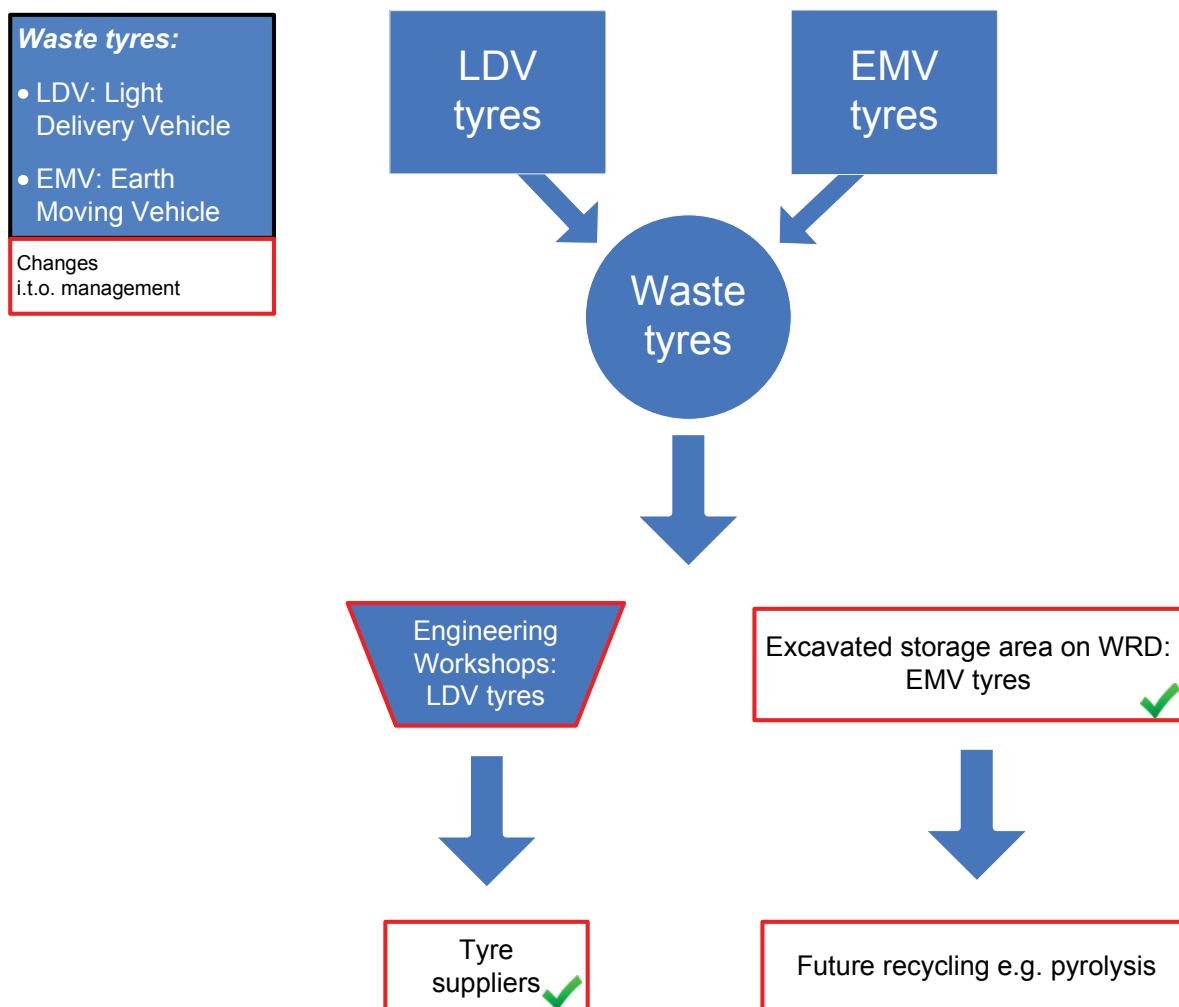 Waste tyres:
• LDV: Light
Delivery Vehicle
• EMV: Earth
Moving Vehicle
Changes
i.t.o. management
LDV
tyres
EMV
tyres
Waste
tyres
Engineering
Workshops:
LDV tyres
Excavated storage area on WRD:
EMV tyres
Tyre
suppliers
Future recycling e.g. pyrolysis